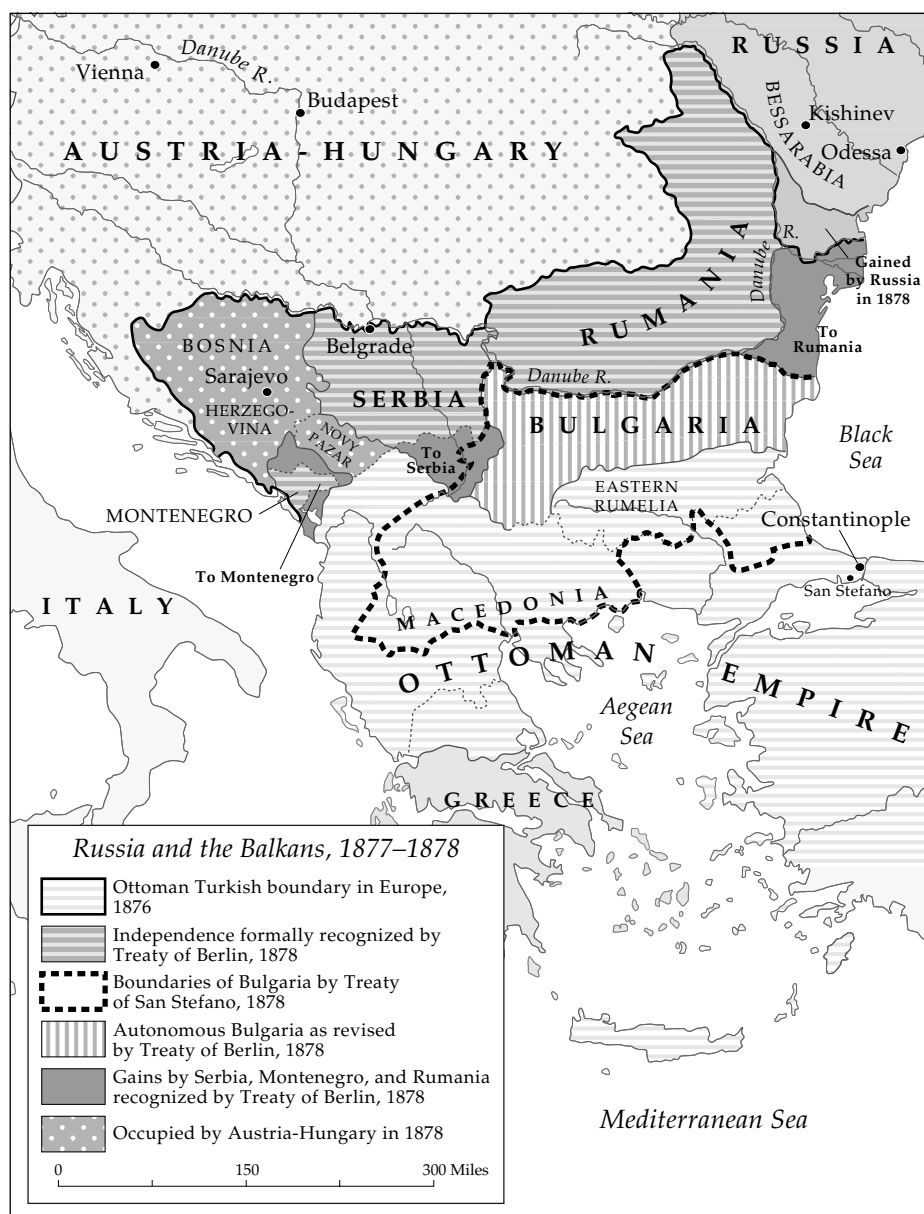 RUSSIA
Danube R.
Vienna
Budapest
BESSARABIA
Kishinev
Odessa
AUSTRIA-HUNGARY
RUMANIA
Danube R.
Gained
by Russia
in 1878
To
Rumania
BOSNIA
Sarajevo
HERZEGO-
VINA
Belgrade
SERBIA
Danube R.
NOVY
PAZAR
To
Serbia
BULGARIA
Black
Sea
MONTENEGRO
EASTERN
RUMELIA
Constantinople
San Stefano
To Montenegro
ITALY
MACEDONIA
OTTOMAN EMPIRE
Aegean
Sea
GREECE
Russia and the Balkans, 1877–1878
Ottoman Turkish boundary in Europe,
1876
Independence formally recognized by
Treaty of Berlin, 1878
Boundaries of Bulgaria by Treaty
of San Stefano, 1878
Autonomous Bulgaria as revised
by Treaty of Berlin, 1878
Gains by Serbia, Montenegro, and Rumania
recognized by Treaty of Berlin, 1878
Occupied by Austria-Hungary in 1878
0 150 300 Miles
Mediterranean Sea